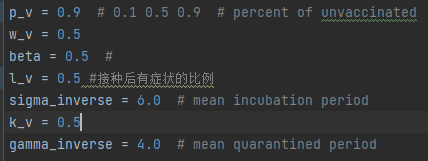 p_v = 0.9  # 0.1 0.5 0.9  # percent of unvaccinated
w_v = 0.5
beta = 0.5  #
l_v = 0.5 #接种后有症状的比例
sigma_inverse = 6.0  # mean incubation period
k_v = 0.5
gamma_inverse = 4.0  # mean quarantined period